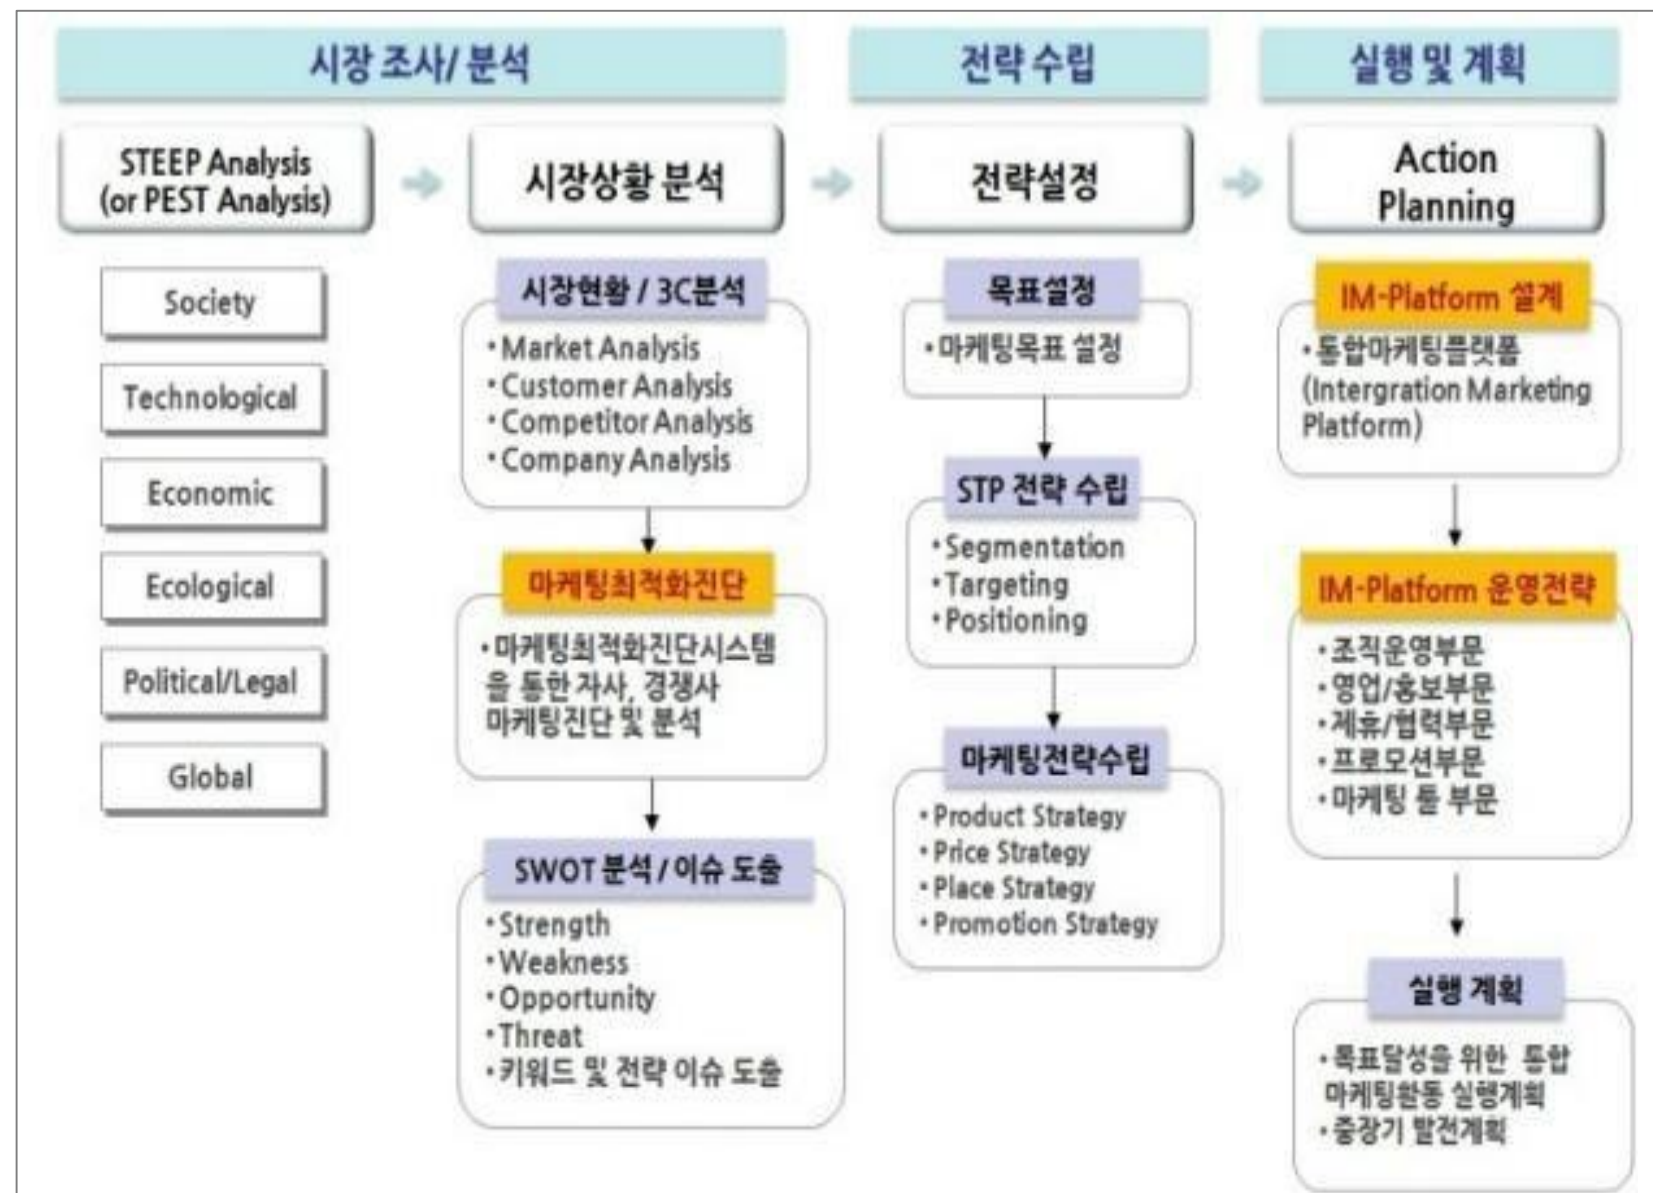 시장 조사/ 분석
전략 수립
실행 및 계획
STEEP Analysis
(or PEST Analysis)
시장상황 분석
전략설정
Action
Planning
Society
Technological
Economic
Ecological
Political/Legal
Global
시장현황 / 3C분석
• Market Analysis
• Customer Analysis
• Competitor Analysis
• Company Analysis
마케팅최적화진단
• 마케팅최적화진단시스템
을 통한 자사, 경쟁사
마케팅진단 및 분석
SWOT 분석 / 이슈 도출
• Strength
• Weakness
• Opportunity
• Threat
• 키워드 및 전략 이슈 도출
목표설정
• 마케팅목표 설정
STP 전략 수립
• Segmentation
• Targeting
• Positioning
마케팅전략수립
• Product Strategy
• Price Strategy
• Place Strategy
• Promotion Strategy
IM-Platform 설계
• 통합마케팅플랫폼
(Intergration Marketing
Platform)
IM-Platform 운영전략
• 조직운영부문
• 영업/홍보부문
• 제휴/협력부문
• 프로모션부문
• 마케팅 툴 부문
실행 계획
• 목표달성을 위한 통합
마케팅활동 실행계획
• 중장기 발전계획